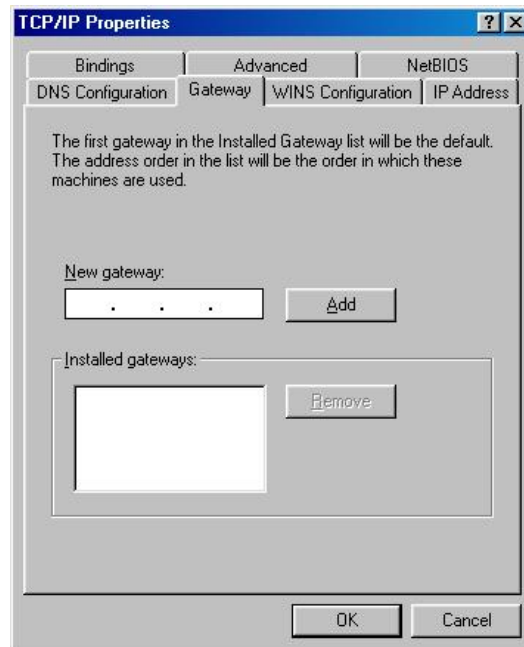 TCP/IP Properties ? ×
Bindings Advanced NetBIOS
DNS Configuration Gateway WINS Configuration IP Address
The first gateway in the Installed Gateway list will be the default.
The address order in the list will be the order in which these
machines are used.
New gateway:
. . .
Add
Installed gateways:
Remove
OK Cancel